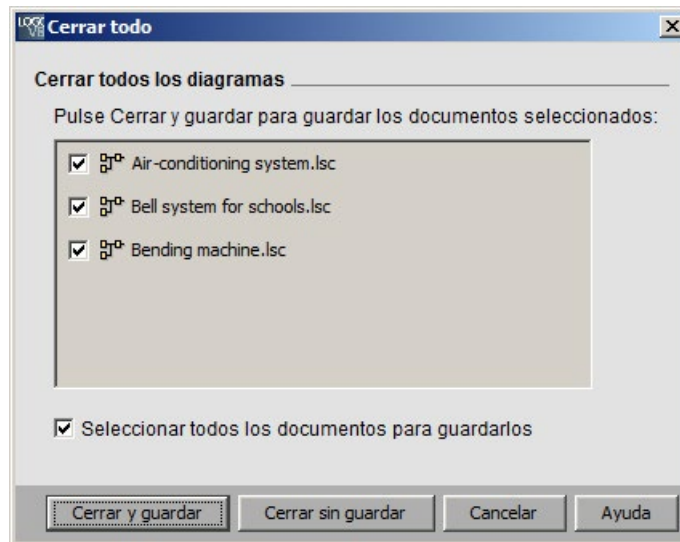 Cerrar todo
Cerrar todos los diagramas
Pulse Cerrar y guardar para guardar los documentos seleccionados:
Air-conditioning system.lsc
Bell system for schools.lsc
Bending machine.lsc
Seleccionar todos los documentos para guardarlos
Cerrar y guardar Cerrar sin guardar Cancelar Ayuda